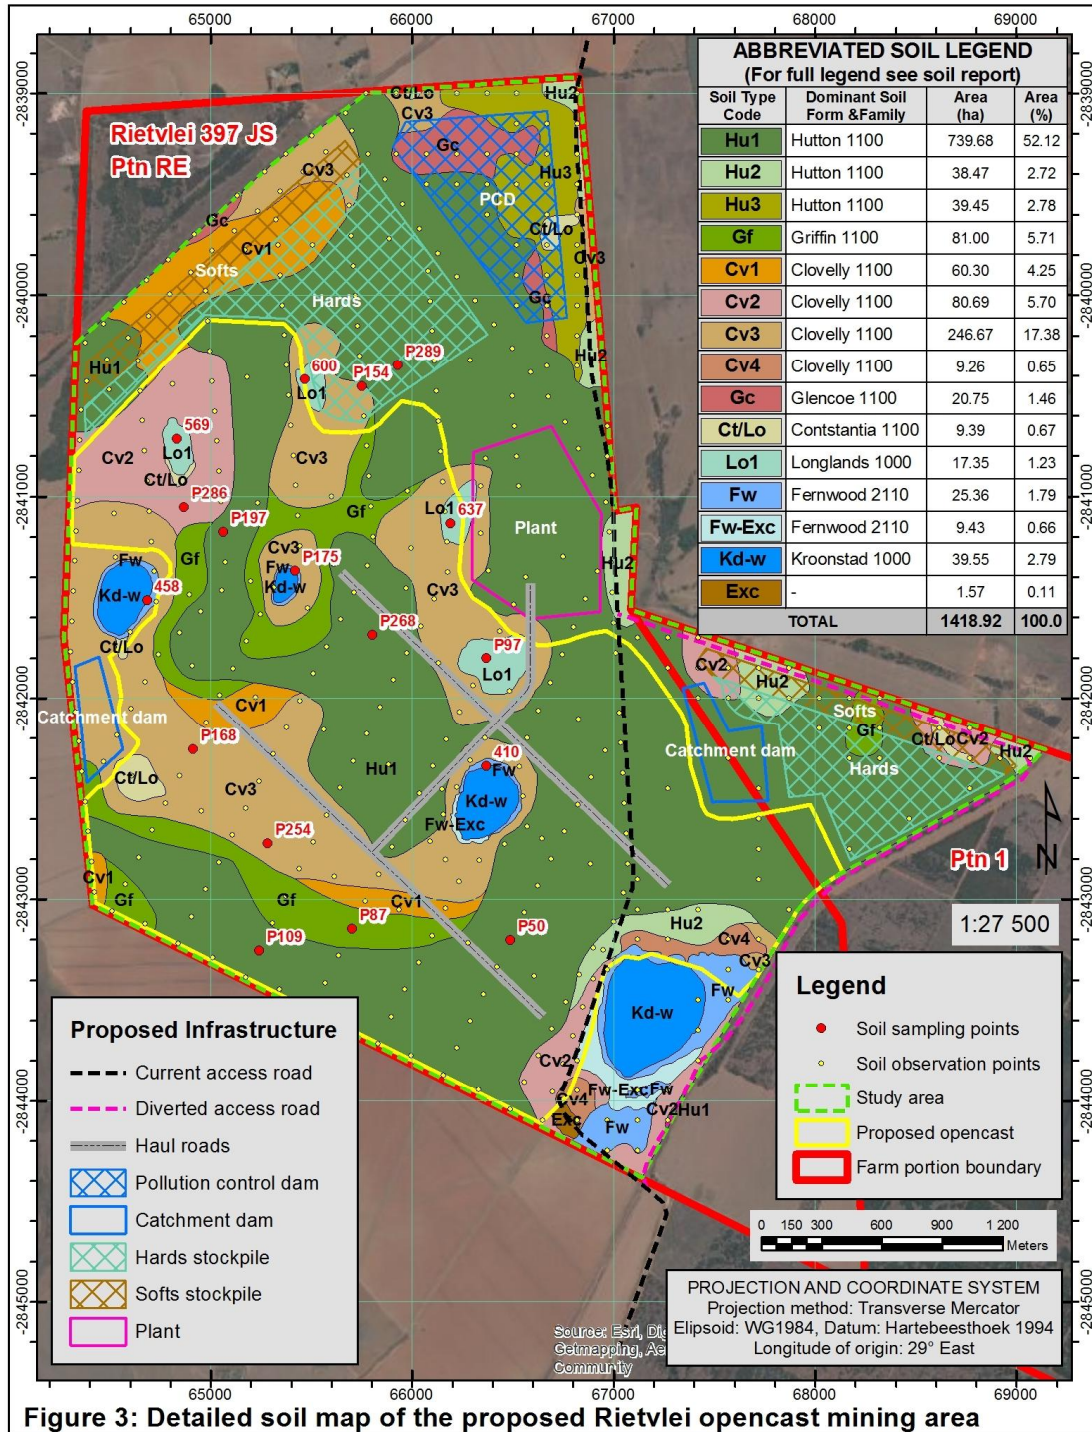 65000 66000 67000 68000 69000
-2839000
-2840000
-2841000
-2842000
-2843000
-2844000
-2845000
ABBREVIATED SOIL LEGEND
(For full legend see soil report)
Soil Type Code Dominant Soil Form &Family Area (ha) Area (%)
Hu1 Hutton 1100 739.68 52.12
Hu2 Hutton 1100 38.47 2.72
Hu3 Hutton 1100 39.45 2.78
Gf Griffin 1100 81.00 5.71
Cv1 Clovelly 1100 60.30 4.25
Cv2 Clovelly 1100 80.69 5.70
Cv3 Clovelly 1100 246.67 17.38
Cv4 Clovelly 1100 9.26 0.65
Gc Glencoe 1100 20.75 1.46
Ct/Lo Contstantia 1100 9.39 0.67
Lo1 Longlands 1000 17.35 1.23
Fw Fernwood 2110 25.36 1.79
Fw-Exc Fernwood 2110 9.43 0.66
Kd-w Kroonstad 1000 39.55 2.79
Exc - 1.57 0.11
TOTAL 1418.92 100.0
Rietvlei 397 JS
Ptn RE
Ct/Lo
Hu2
Cv3
Gc
Cv3
Hu3
PCD
Gc
Ct/Lo
Cv1
Cv3
Softs
Gc
Hards
Hu1
Hu2
P289
600
P154
Lo1
569
Lo1
Cv2
Cv3
Ct/Lo
P286
Gf
Lo1
637
P197
Plant
Gf
Cv3
Fw
Fw
P175
Hu2
Kd-w
Kd-w
458
Cv3
P268
Ct/Lo
P97
Lo1
Cv2
Hu2
Cv1
Catchment dam
Softs
P168
Gf
Ct/Lo
Cv2
Hu2
Catchment dam
Hards
410
Fw
Hu1
Ct/Lo
Cv3
Kd-w
Fw-Exc
P254
Ptn 1
N
Cv1
Gf
Gf
Cv1
P87
P50
Hu2
P109
Cv4
Cv3
1:27 500
Fw
Kd-w
Cv2
Fw-Exc
Fw
Cv4
Cv2
Hu1
Exc
Fw
Proposed Infrastructure
Current access road
Diverted access road
Haul roads
Pollution control dam
Catchment dam
Hards stockpile
Softs stockpile
Plant
Legend
Soil sampling points
Soil observation points
Study area
Proposed opencast
Farm portion boundary
0 150 300 600 900 1 200
Meters
PROJECTION AND COORDINATE SYSTEM
Projection method: Transverse Mercator
Elipsoid: WG1984, Datum: Hartebeesthoek 1994
Longitude of origin: 29° East
Source: Esri, Dig
Getmapping, Ae
Community
65000 66000 67000 68000 69000
Figure 3: Detailed soil map of the proposed Rietvlei opencast mining area